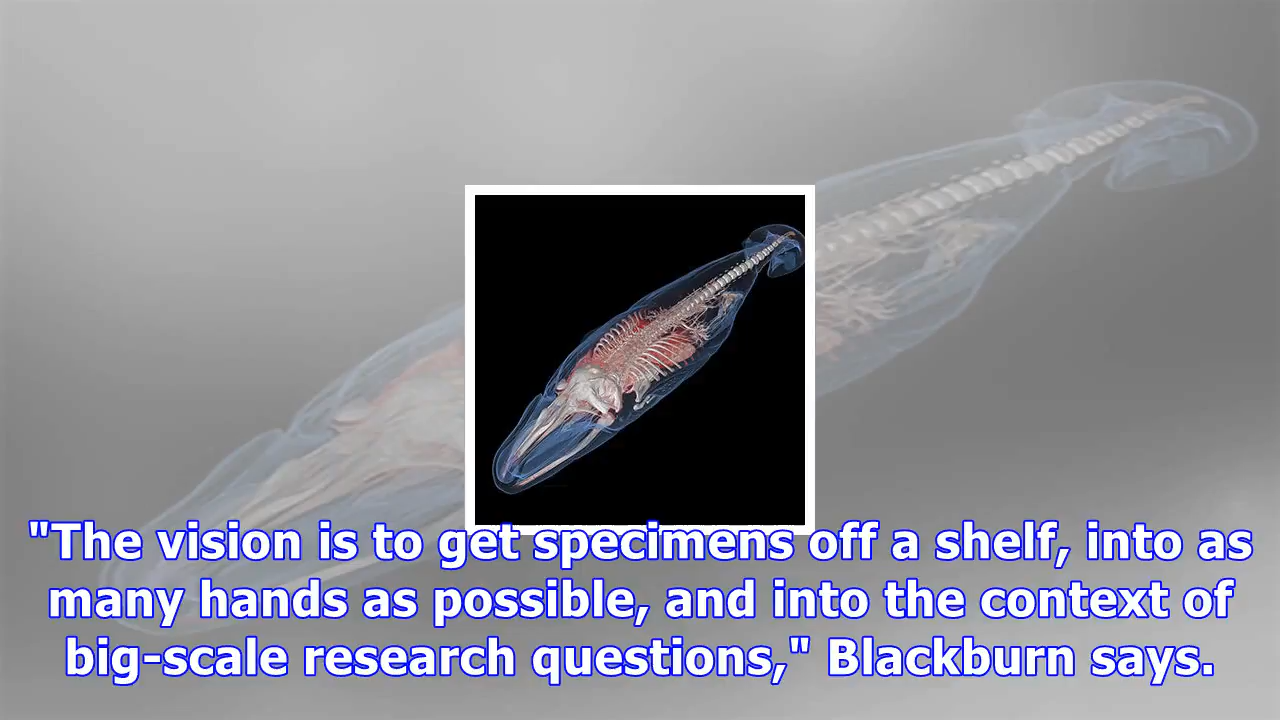 "The vision is to get specimens off a shelf, into as
many hands as possible, and into the context of
big-scale research questions," Blackburn says.